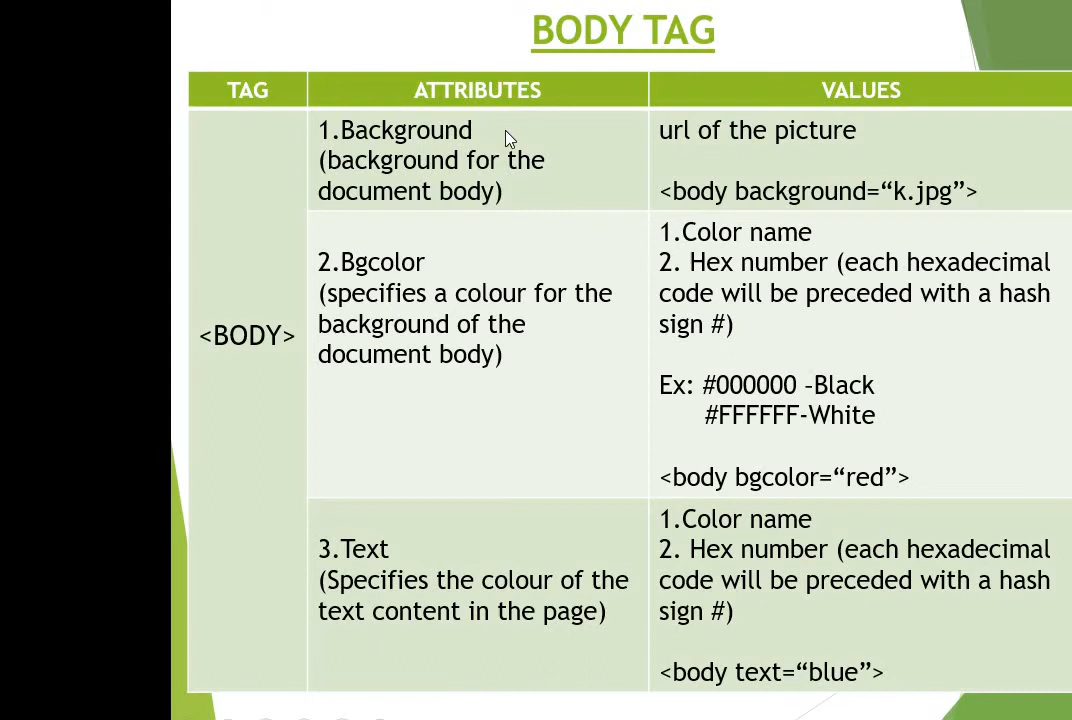 BODY TAG
TAG
ATTRIBUTES
VALUES
<BODY>
1.Background
(background for the
document body)
url of the picture
<body background=“k.jpg”>
2.Bgcolor
(specifies a colour for the
background of the
document body)
1.Color name
2. Hex number (each hexadecimal
code will be preceded with a hash
sign #)
Ex: #000000 –Black
#FFFFFF-White
<body bgcolor=“red”>
3.Text
(Specifies the colour of the
text content in the page)
1.Color name
2. Hex number (each hexadecimal
code will be preceded with a hash
sign #)
<body text=“blue”>